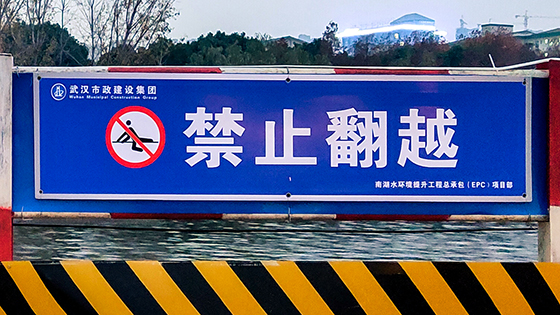 武汉市政建设集团
Wuhan Municipal Construction Group
禁止翻越
南湖水环境提升工程总承包（EPC）项目部